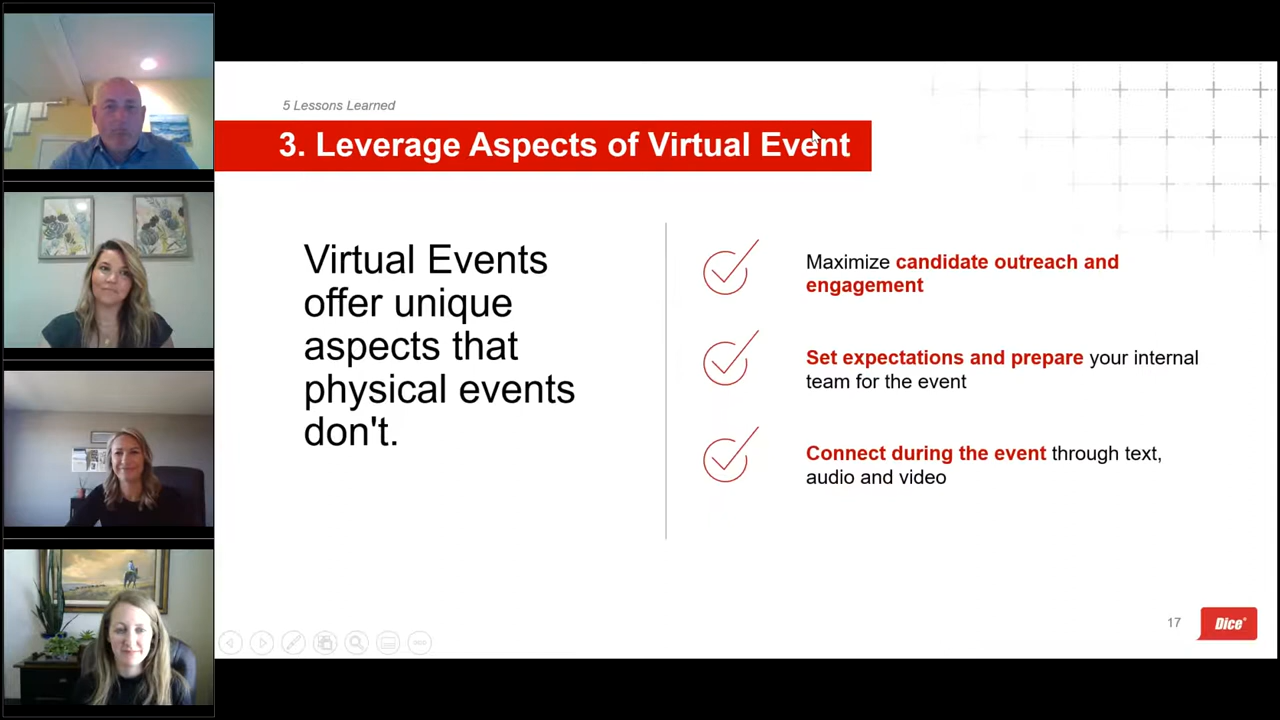 5 Lessons Learned
3. Leverage Aspects of Virtual Event
Virtual Events
offer unique
aspects that
physical events
don't.
Maximize candidate outreach and
engagement
Set expectations and prepare your internal
team for the event
Connect during the event through text,
audio and video
17
Dice®